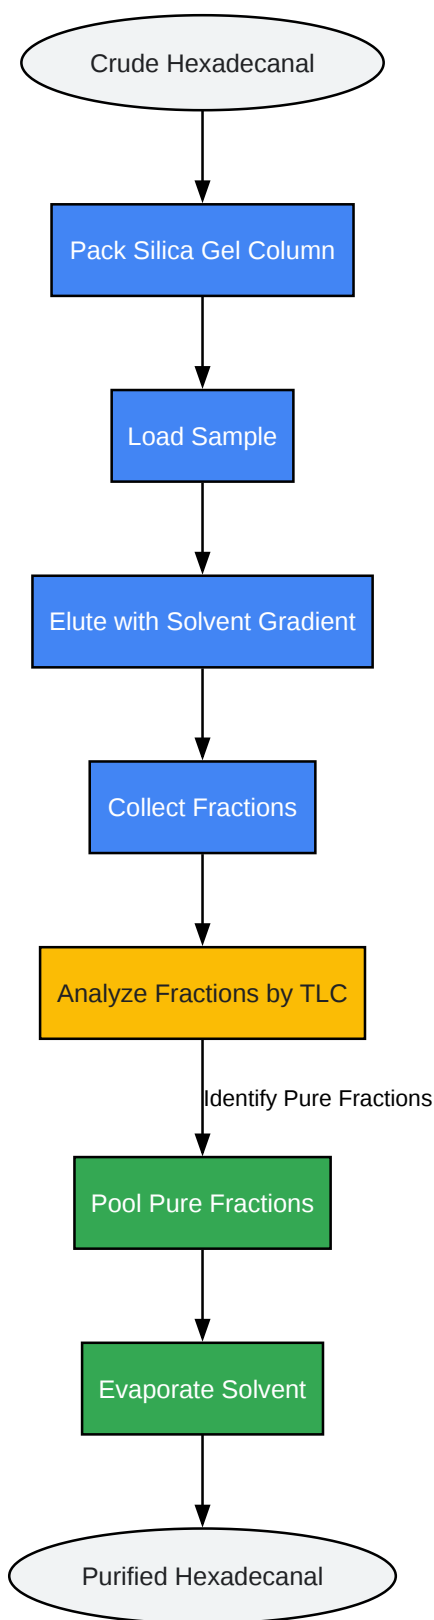 Crude Hexadecanal
Pack Silica Gel Column
Load Sample
Elute with Solvent Gradient
Collect Fractions
Analyze Fractions by TLC
Identify Pure Fractions
Pool Pure Fractions
Evaporate Solvent
Purified Hexadecanal